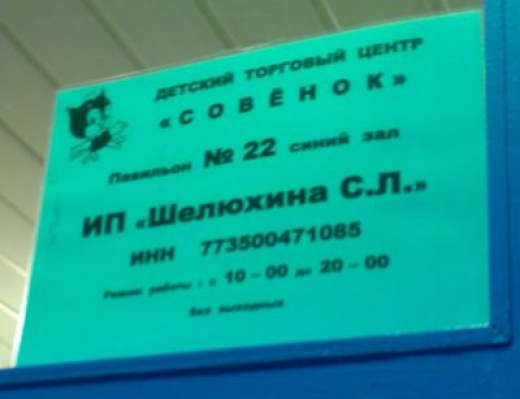 ДЕТСКИЙ ТОРГОВЫЙ ЦЕНТР
«СОВЁНОК»
Павильон № 22 синий зал
ИП «Шелюхина С.Л.»
ИНН 773500471085
Режим работы : с 10 – 00 до 20 – 00
без выходных